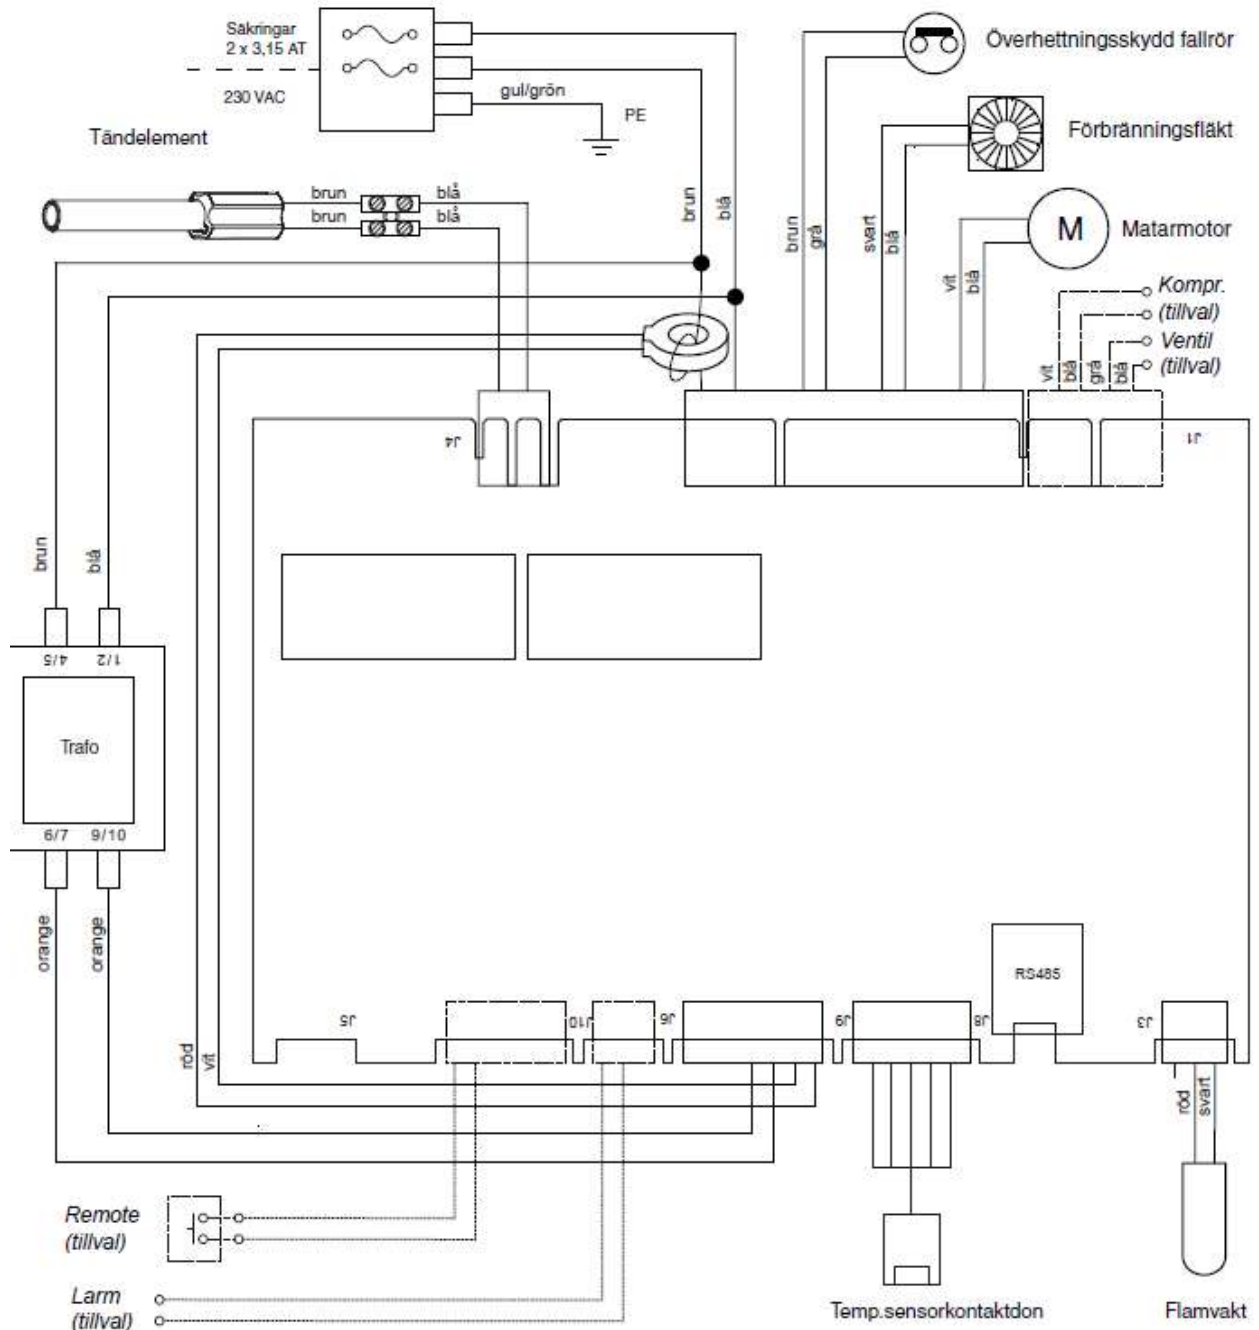 Säkringar
2 x 3,15 AT
230 VAC
gul/grön
PE
Överhettningsskydd fallrör
Förbränningsfläkt
Tändelement
brun
blå
brun
blå
brun
blå
brun
grå
svart
blå
vit
blå
M
Matarmotor
Kompr.
(tillval)
Ventil
(tillval)
vit
blå
grå
blå
J4
J1
brun
blå
4/5
1/2
Trafo
6/7
9/10
orange
orange
röd
vit
RS485
J5
J10
J6
J9
J8
J3
röd
svart
Remote
(tillval)
Larm
(tillval)
Temp.sensorkontaktdon
Flamvakt